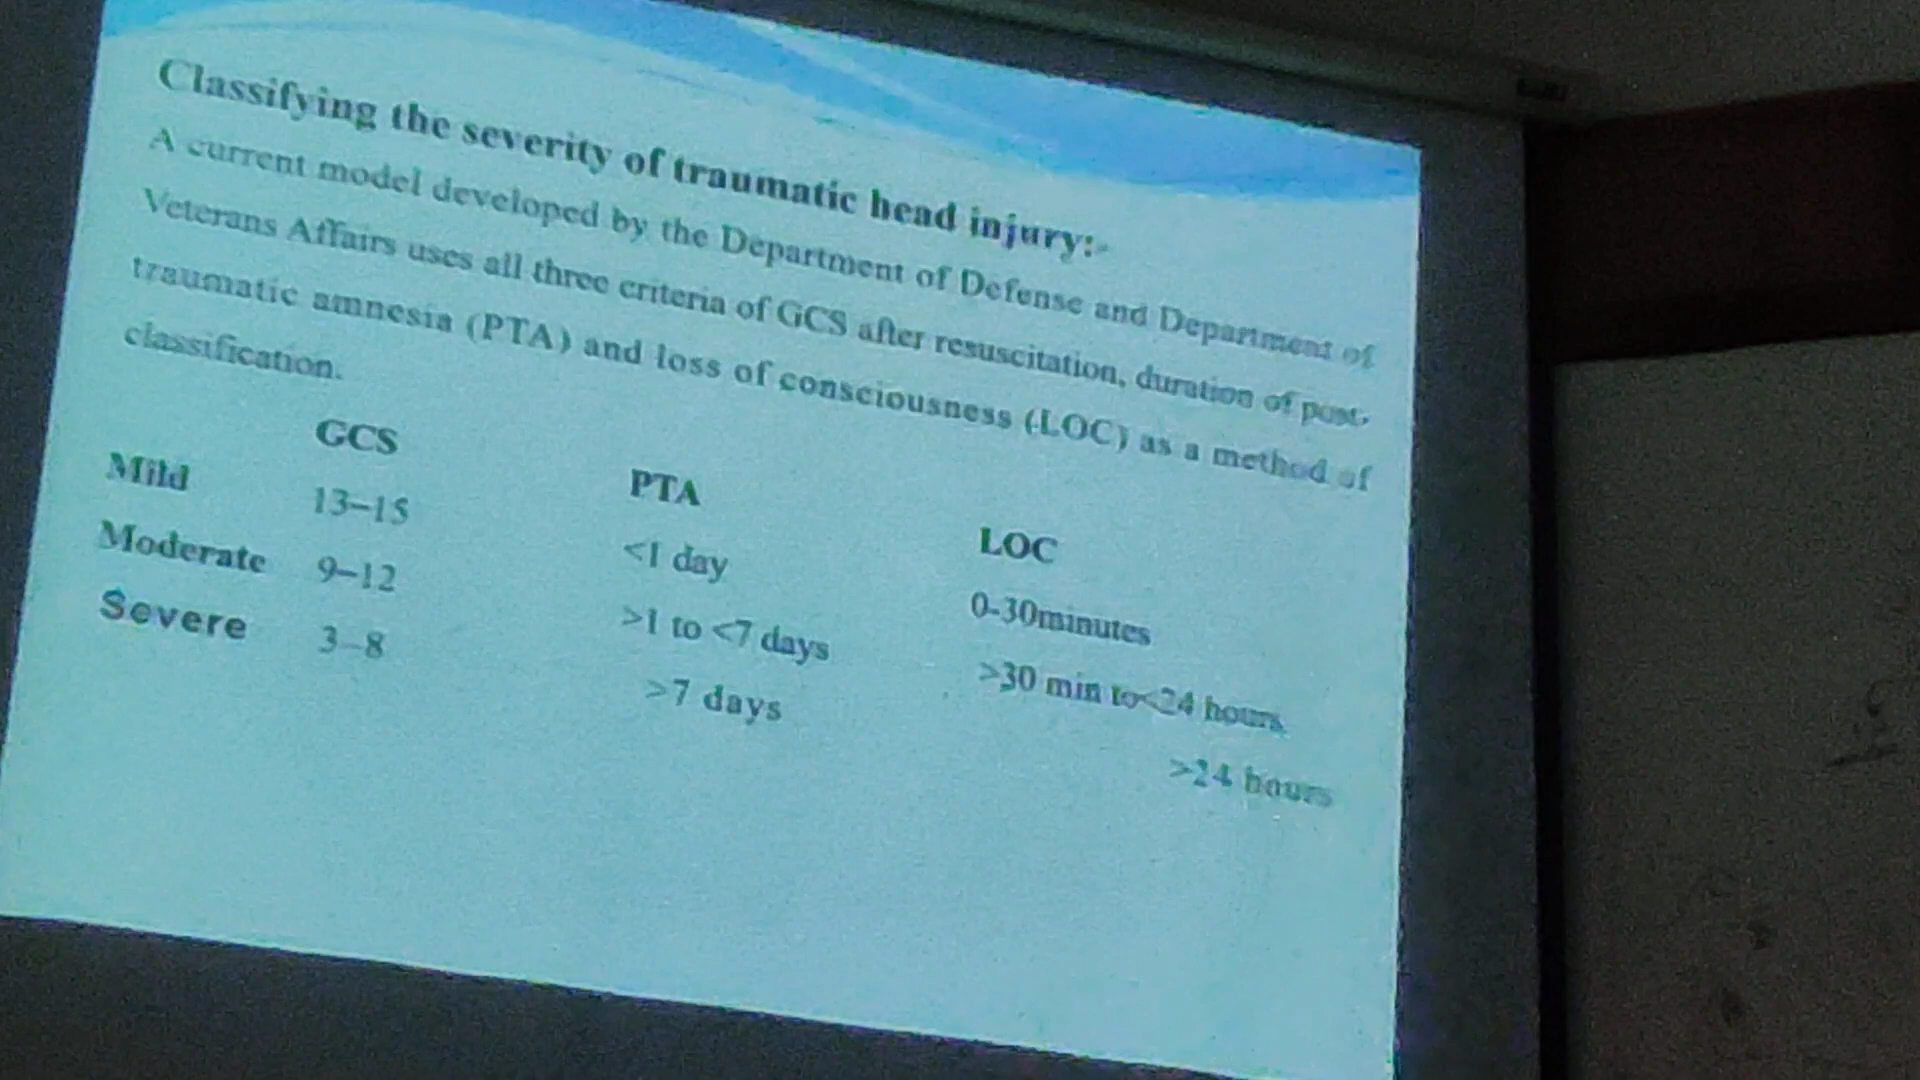 Classifying the severity of traumatic head injury:-
A current model developed by the Department of Defense and Department of
Veterans Affairs uses all three criteria of GCS after resuscitation, duration of post-
traumatic amnesia (PTA) and loss of consciousness (LOC) as a method of
classification.
GCS PTA LOC
Mild 13–15 <1 day 0-30minutes
Moderate 9–12 >1 to <7 days >30 min to<24 hours
Severe 3–8 >7 days >24 hours